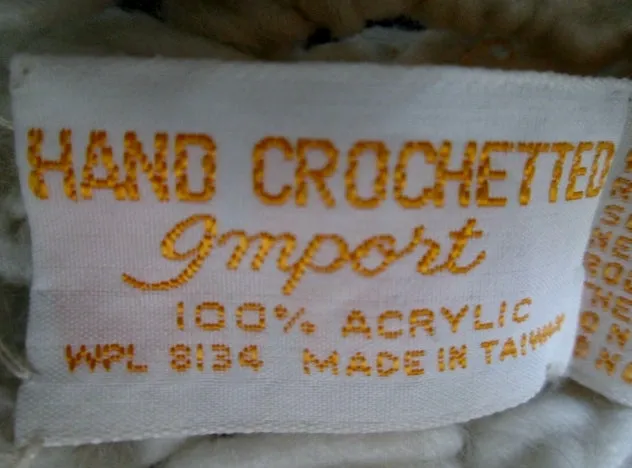 HAND CROCHETTED
Import
100% ACRYLIC
WPL 8134 MADE IN TAIWAN